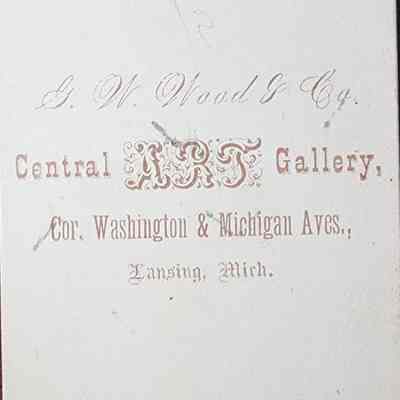 G. W. Wood & Co.
Central ART Gallery,
Cor. Washington & Michigan Aves.,
Lansing, Mich.